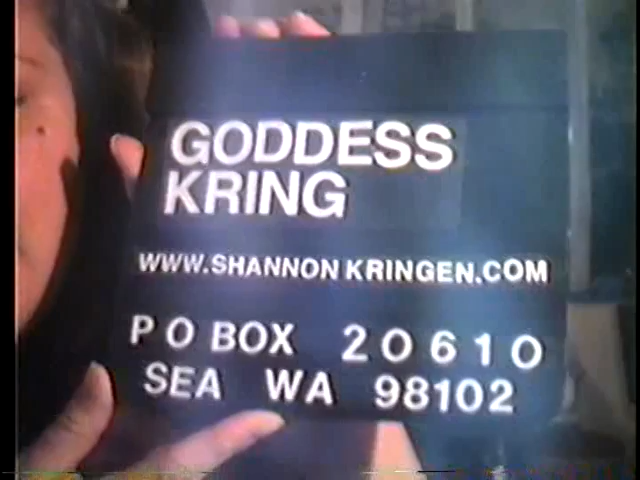 GODDESS
KRING
WWW.SHANNONKRINGEN.COM
P O BOX 20610
SEA WA 98102